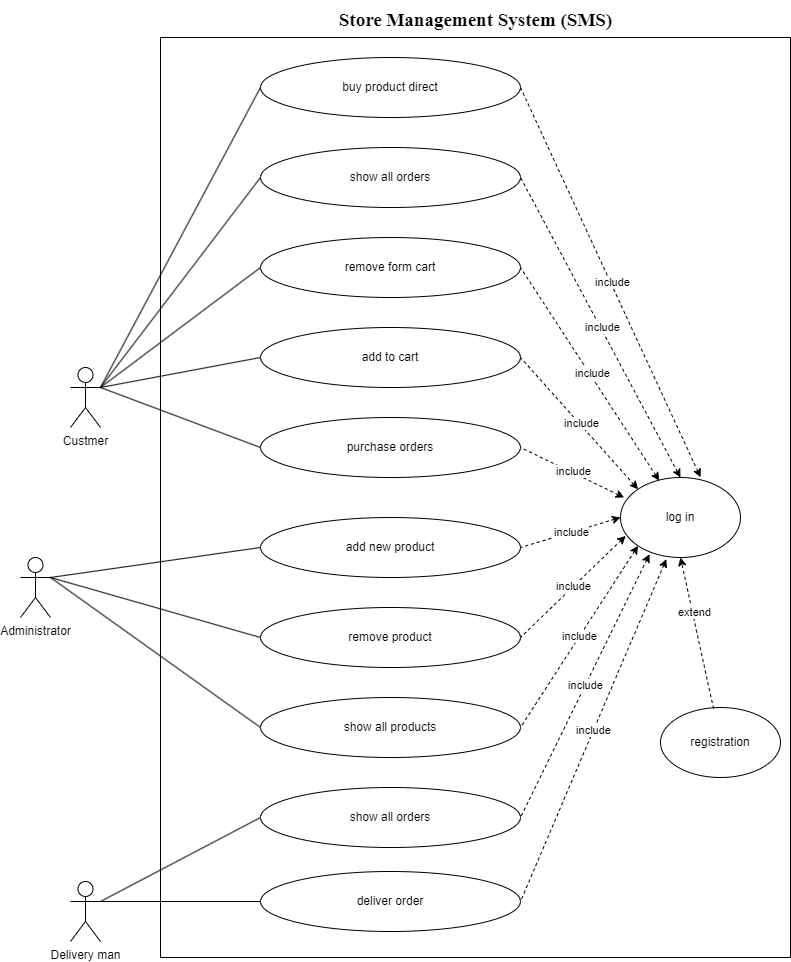 Store Management System (SMS)
buy product direct
show all orders
remove form cart
include
include
add to cart
include
Custmer
include
purchase orders
include
log in
add new product
include
Administrator
remove product
include
include
extend
show all products
include
include
registration
show all orders
deliver order
Delivery man